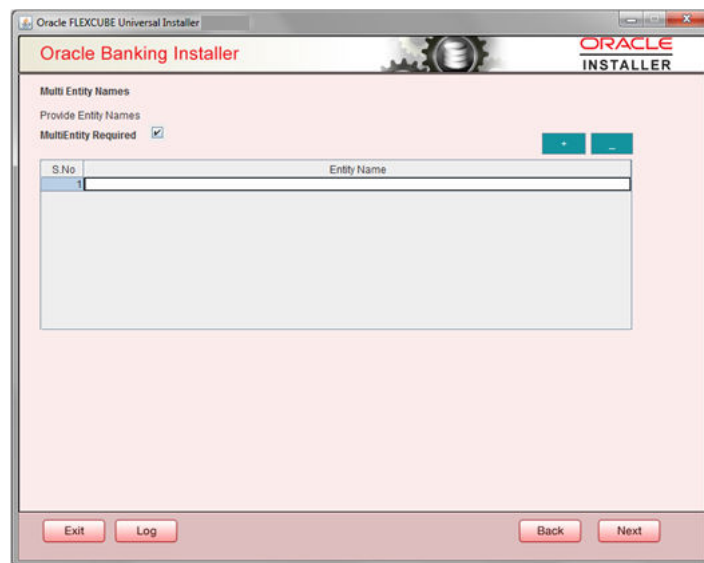 Oracle FLEXCUBE Universal Installer
Oracle Banking Installer
ORACLE
INSTALLER
Multi Entity Names
Provide Entity Names
MultiEntity Required
+ _
S.No Entity Name
1
Exit Log Back Next